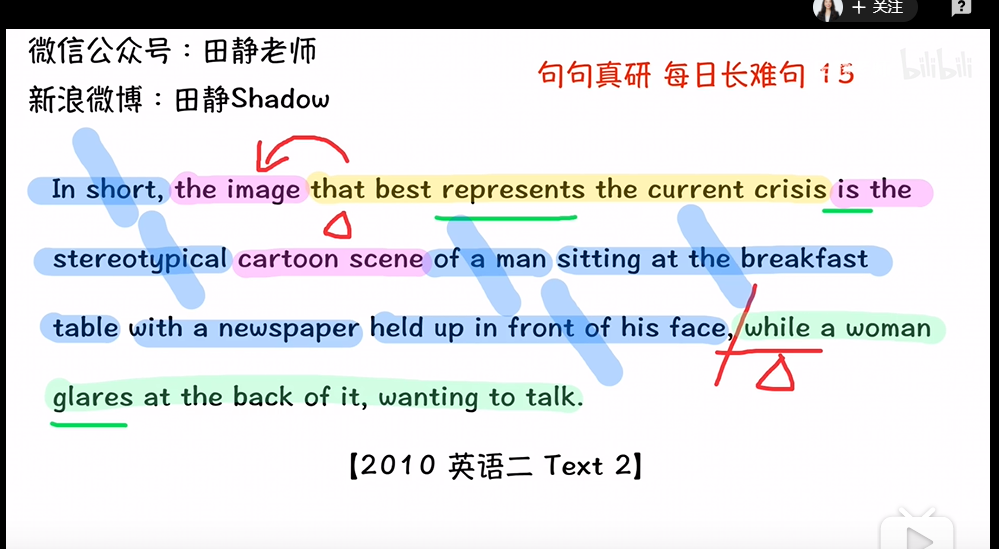 + 关注
微信公众号：田静老师
句句真研 每日长难句 15
bilibili
新浪微博：田静Shadow
In short, the image that best represents the current crisis is the
stereotypical cartoon scene of a man sitting at the breakfast
table with a newspaper held up in front of his face, while a woman
glares at the back of it, wanting to talk.
【2010 英语二 Text 2】